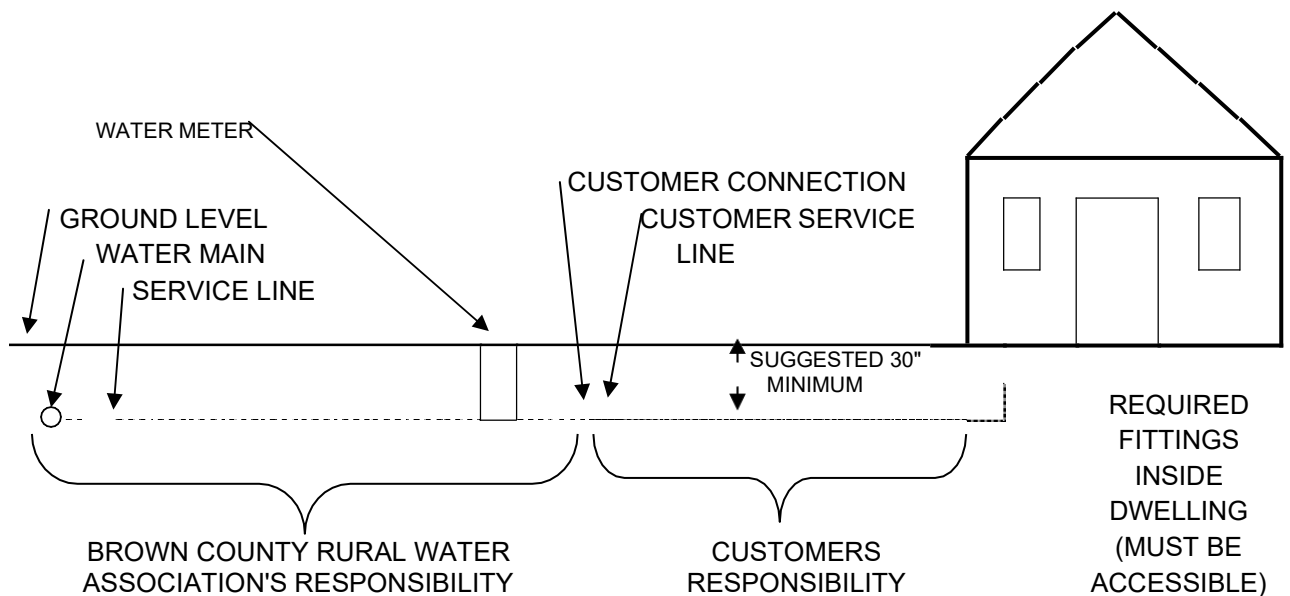 WATER METER
CUSTOMER CONNECTION
GROUND LEVEL
CUSTOMER SERVICE
LINE
WATER MAIN
SERVICE LINE
SUGGESTED 30"
MINIMUM
REQUIRED
FITTINGS
INSIDE
DWELLING
(MUST BE
ACCESSIBLE)
BROWN COUNTY RURAL WATER
ASSOCIATION'S RESPONSIBILITY
CUSTOMERS
RESPONSIBILITY